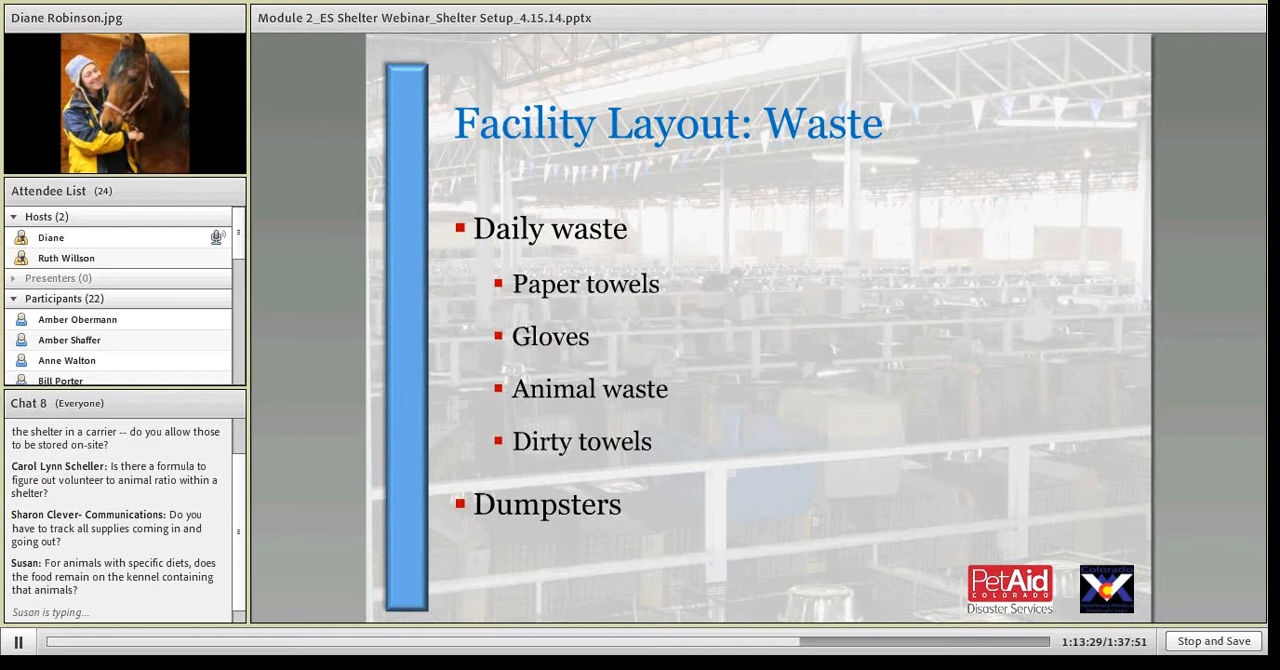 Diane Robinson.jpg
Module 2_ES Shelter Webinar_Shelter Setup_4.15.14.pptx
Attendee List (24)
Hosts (2)
Diane
Ruth Willson
Presenters (0)
Participants (22)
Amber Obermann
Amber Shaffer
Anne Walton
Bill Porter
Chat 8 (Everyone)
the shelter in a carrier -- do you allow those
to be stored on-site?
Carol Lynn Scheller: Is there a formula to
figure out volunteer to animal ratio within a
shelter?
Sharon Clever- Communications: Do you
have to track all supplies coming in and
going out?
Susan: For animals with specific diets, does
the food remain on the kennel containing
that animals?
Susan is typing...
Facility Layout: Waste
Daily waste
Paper towels
Gloves
Animal waste
Dirty towels
Dumpsters
PetAid
COLORADO
Disaster Services
Colorado
1:13:29/1:37:51
Stop and Save